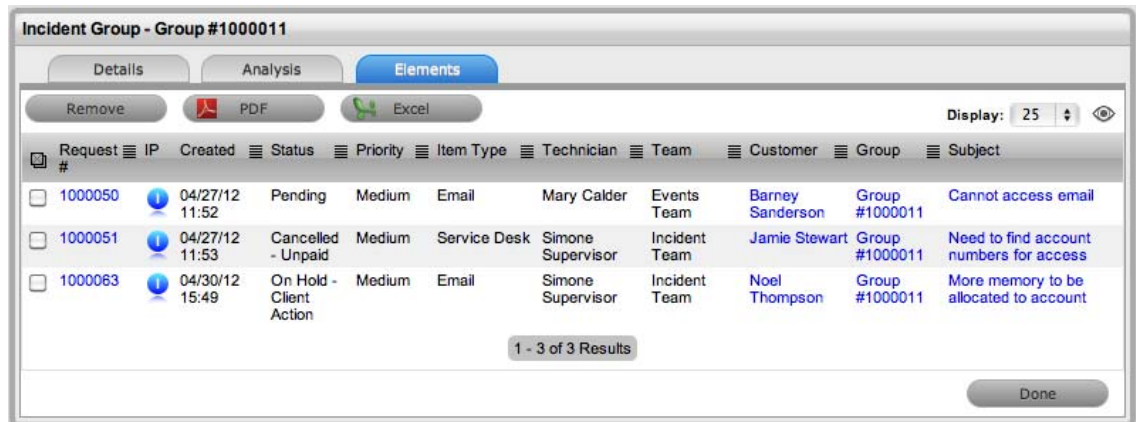 Incident Group - Group #1000011
Details Analysis Elements
Remove PDF Excel Display: 25
Request # IP Created Status Priority Item Type Technician Team Customer Group Subject
1000050 04/27/12 11:52 Pending Medium Email Mary Calder Events Team Barney Sanderson Group #1000011 Cannot access email
1000051 04/27/12 11:53 Cancelled - Unpaid Medium Service Desk Simone Supervisor Incident Team Jamie Stewart Group #1000011 Need to find account numbers for access
1000063 04/30/12 15:49 On Hold - Client Action Medium Email Simone Supervisor Incident Team Noel Thompson Group #1000011 More memory to be allocated to account
1 - 3 of 3 Results
Done